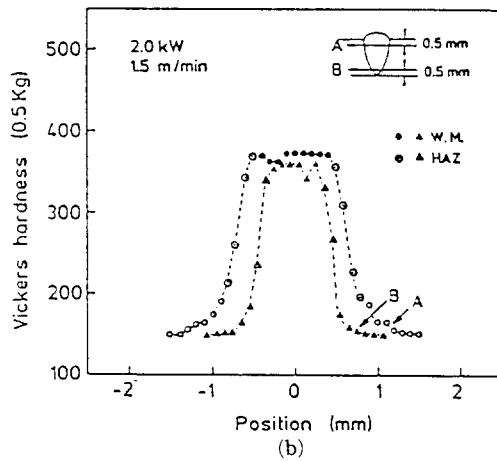 Vickers hardness (0.5 Kg)
500
400
300
200
100
2.0 kW
1.5 m/min
A
B
0.5 mm
0.5 mm
W.M.
HAZ
B
A
-2
-1
0
1
2
Position (mm)
(b)